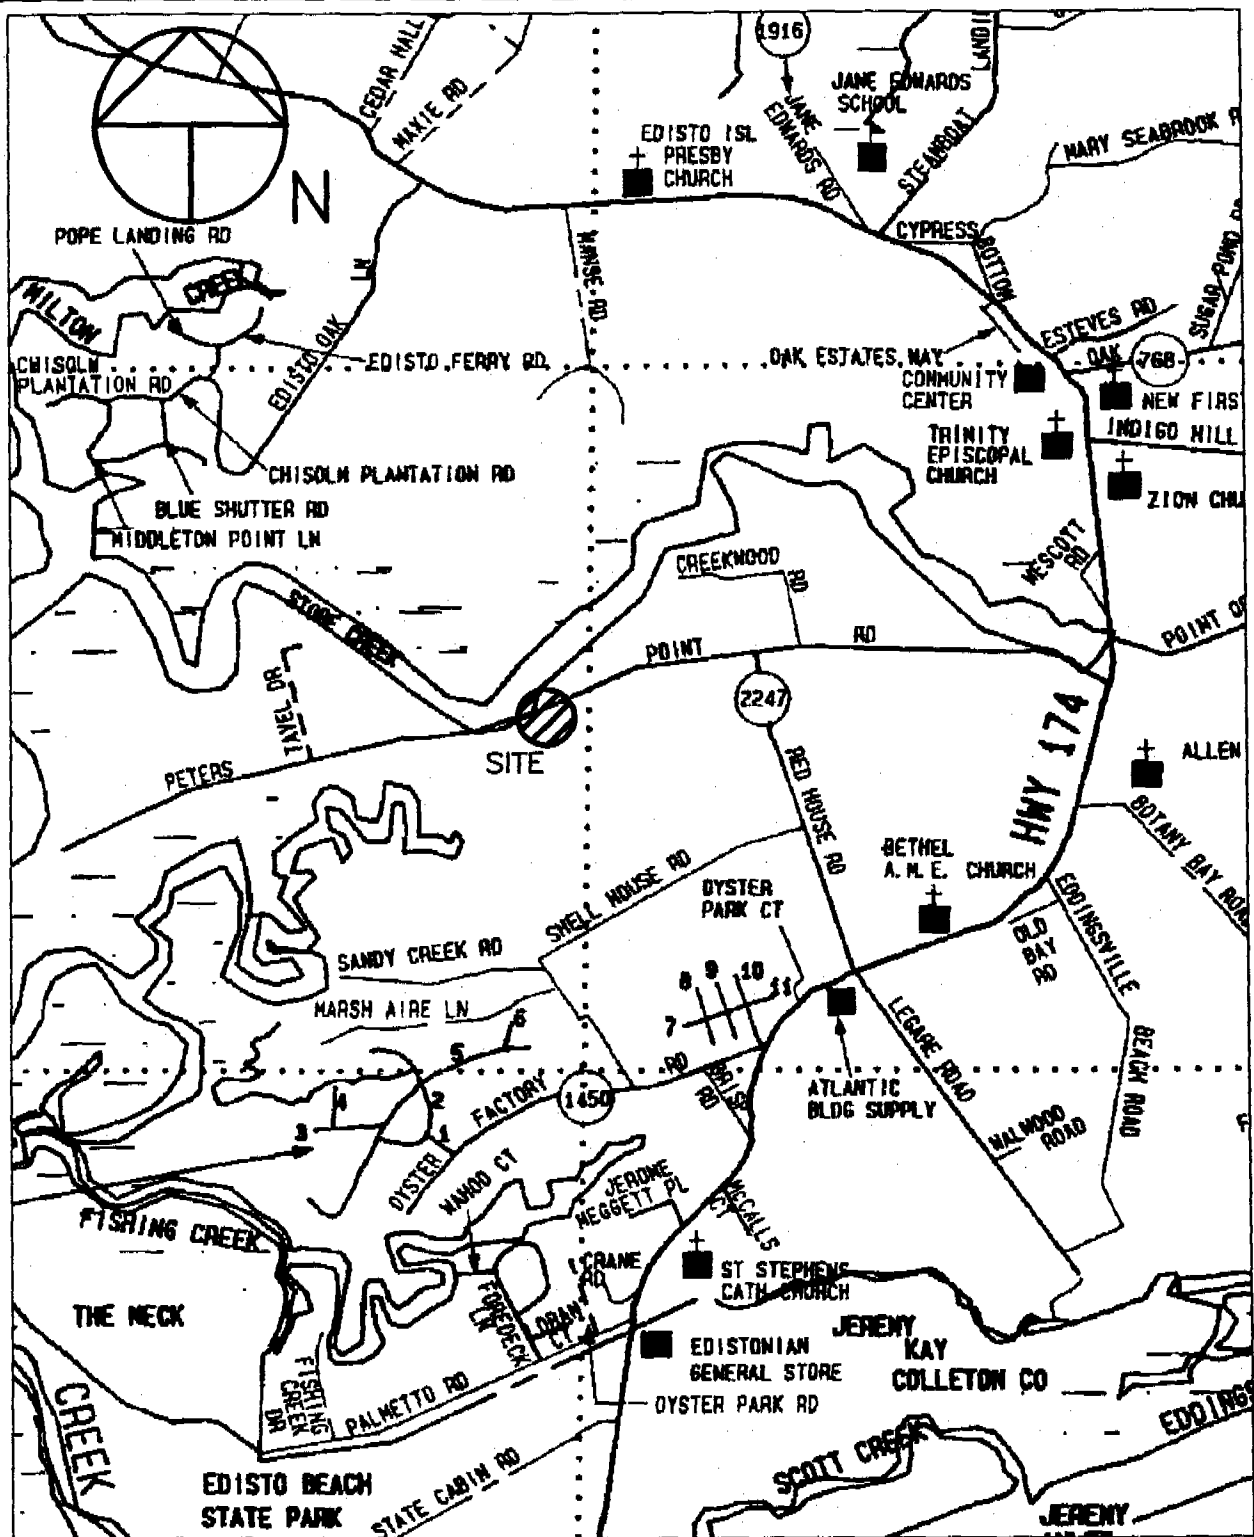 1916
CEDAR HALL
MAXIE RD
LANDI
JANE EDWARDS
SCHOOL
JANE
EDWARDS RD
STEAMBOAT
EDISTO ISL
PRESBY
CHURCH
MARY SEABROOK R
N
POPE LANDING RD
CYPRESS
BOTTOM
SUGAR POND RD
MILTON
CREEK
LN
EDISTO OAK
MANSE RD
ESTEVES RD
OAK
768
CHISOLM
PLANTATION RD
EDISTO FERRY RD
OAK ESTATES WAY
COMMUNITY
CENTER
NEW FIRS
INDIGO HILL
TRINITY
EPISCOPAL
CHURCH
CHISOLM PLANTATION RD
ZION CHU
BLUE SHUTTER RD
MIDDLETON POINT LN
WESCOTT
RD
CREEKWOOD
RD
STORE CREEK
POINT
RD
POINT OF
TAVEL DR
2247
SITE
PETERS
HWY 174
ALLEN
RED HOUSE RD
BOTANY BAY ROAD
BETHEL
A. M. E. CHURCH
SHELL HOUSE RD
OYSTER
PARK CT
EDDINGSVILLE
OLD
BAY
RD
SANDY CREEK RD
8
9
10
11
7
MARSH AIRE LN
6
5
LEGARE ROAD
BEACH ROAD
RD
FACTORY
1450
ATLANTIC
BLDG SUPPLY
4
2
3
1
OYSTER
WAHOO CT
WALWOOD
ROAD
JEROME
MEGGETT PL
MCCALLS
CT
FISHING CREEK
CRANE
RD
ST STEPHENS
CATH CHURCH
THE NECK
FOREDECK
LN
CT
JEREMY
KAY
COLLETON CO
EDISTONIAN
GENERAL STORE
FISHING
CREEK
DR
PALMETTO RD
OYSTER PARK RD
CREEK
EDDINGS
SCOTT CREEK
EDISTO BEACH
STATE PARK
STATE CABIN RD
JEREMY